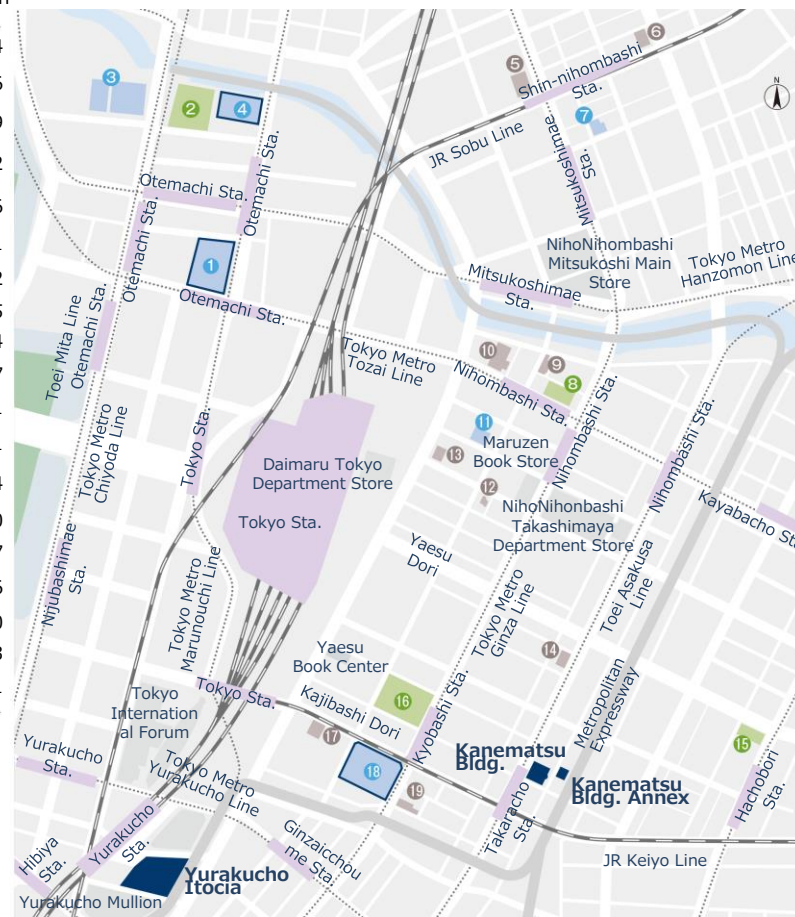 6
5
Shin-nihombashi
Sta.
3
2
4
7
JR Sobu Line
Mitsukoshimae
Sta.
N
Otemachi Sta.
Otemachi Sta.
Otemachi Sta.
1
Otemachi Sta.
NihoNihombashi
Mitsukoshi Main
Store
Tokyo Metro
Hanzomon Line
Mitsukoshimae
Sta.
Toei Mita Line
Otemachi Sta.
Tokyo Metro
Tozai Line
10
9
8
Nihombashi Sta.
Nihombashi Sta.
Nihombashi Sta.
11
13
Maruzen
Book Store
12
Tokyo Metro
Chiyoda Line
Tokyo Sta.
Daimaru Tokyo
Department Store
Tokyo Sta.
NihoNihonbashi
Takashimaya
Department Store
Kayabacho St
Yaesu
Dori
Njubashimae
Sta.
Tokyo Metro
Marunouchi Line
Tokyo Metro
Ginza Line
Toei Asakusa
Line
14
Yaesu
Book Center
Metropolitan
Expressway
Tokyo
Internation
al Forum
Tokyo Sta.
Kajibashi Dori
16
Kyobashi Sta.
17
18
19
15
Hachobori
Sta.
Kanematsu
Bldg.
Kanematsu
Bldg. Annex
Takaracho
Sta.
Yurakucho
Sta.
Tokyo Metro
Yurakucho Line
Yurakucho
Sta.
Ginzaicchou
me Sta.
JR Keiyo Line
Hibiya
Sta.
Yurakucho
Itocia
Yurakucho Mullion